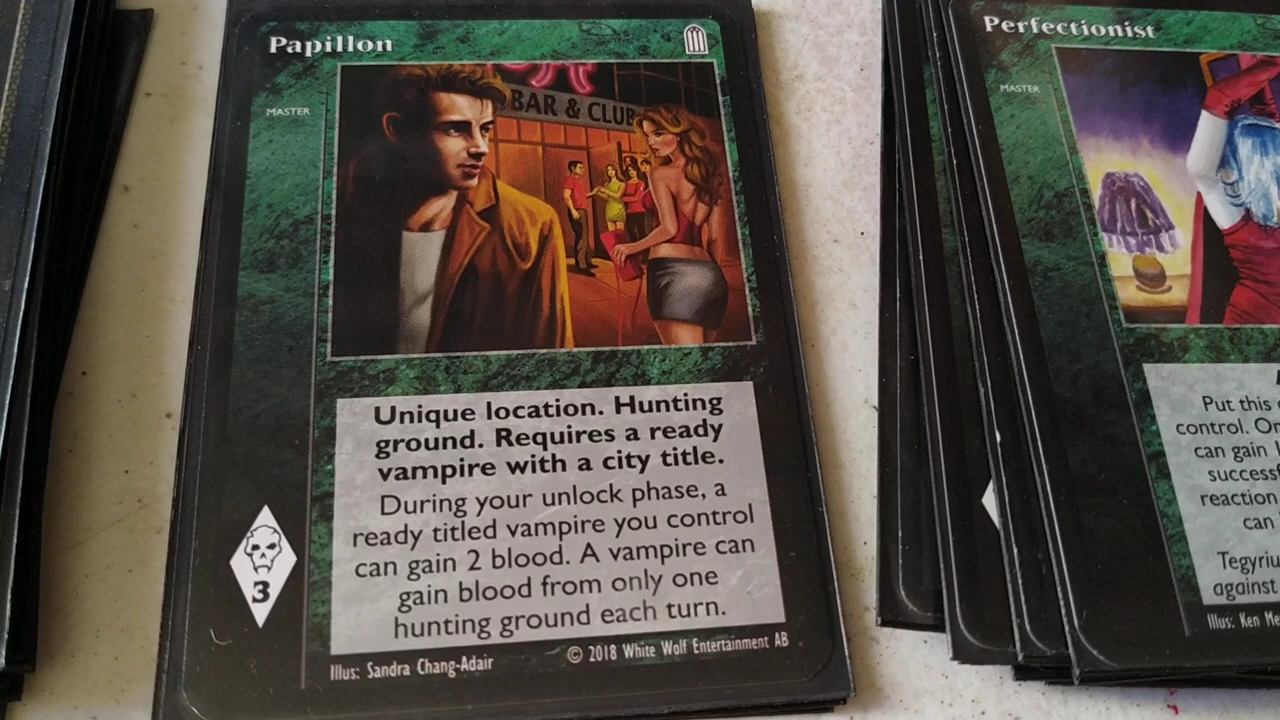 Papillon
MASTER
BAR & CLUB
Unique location. Hunting
ground. Requires a ready
vampire with a city title.
During your unlock phase, a
ready titled vampire you control
can gain 2 blood. A vampire can
gain blood from only one
hunting ground each turn.
3
Illus: Sandra Chang-Adair
© 2018 White Wolf Entertainment AB
Perfectionist
MASTER
Put this
control.
can gain
reaction
can
against
Illus: Ken